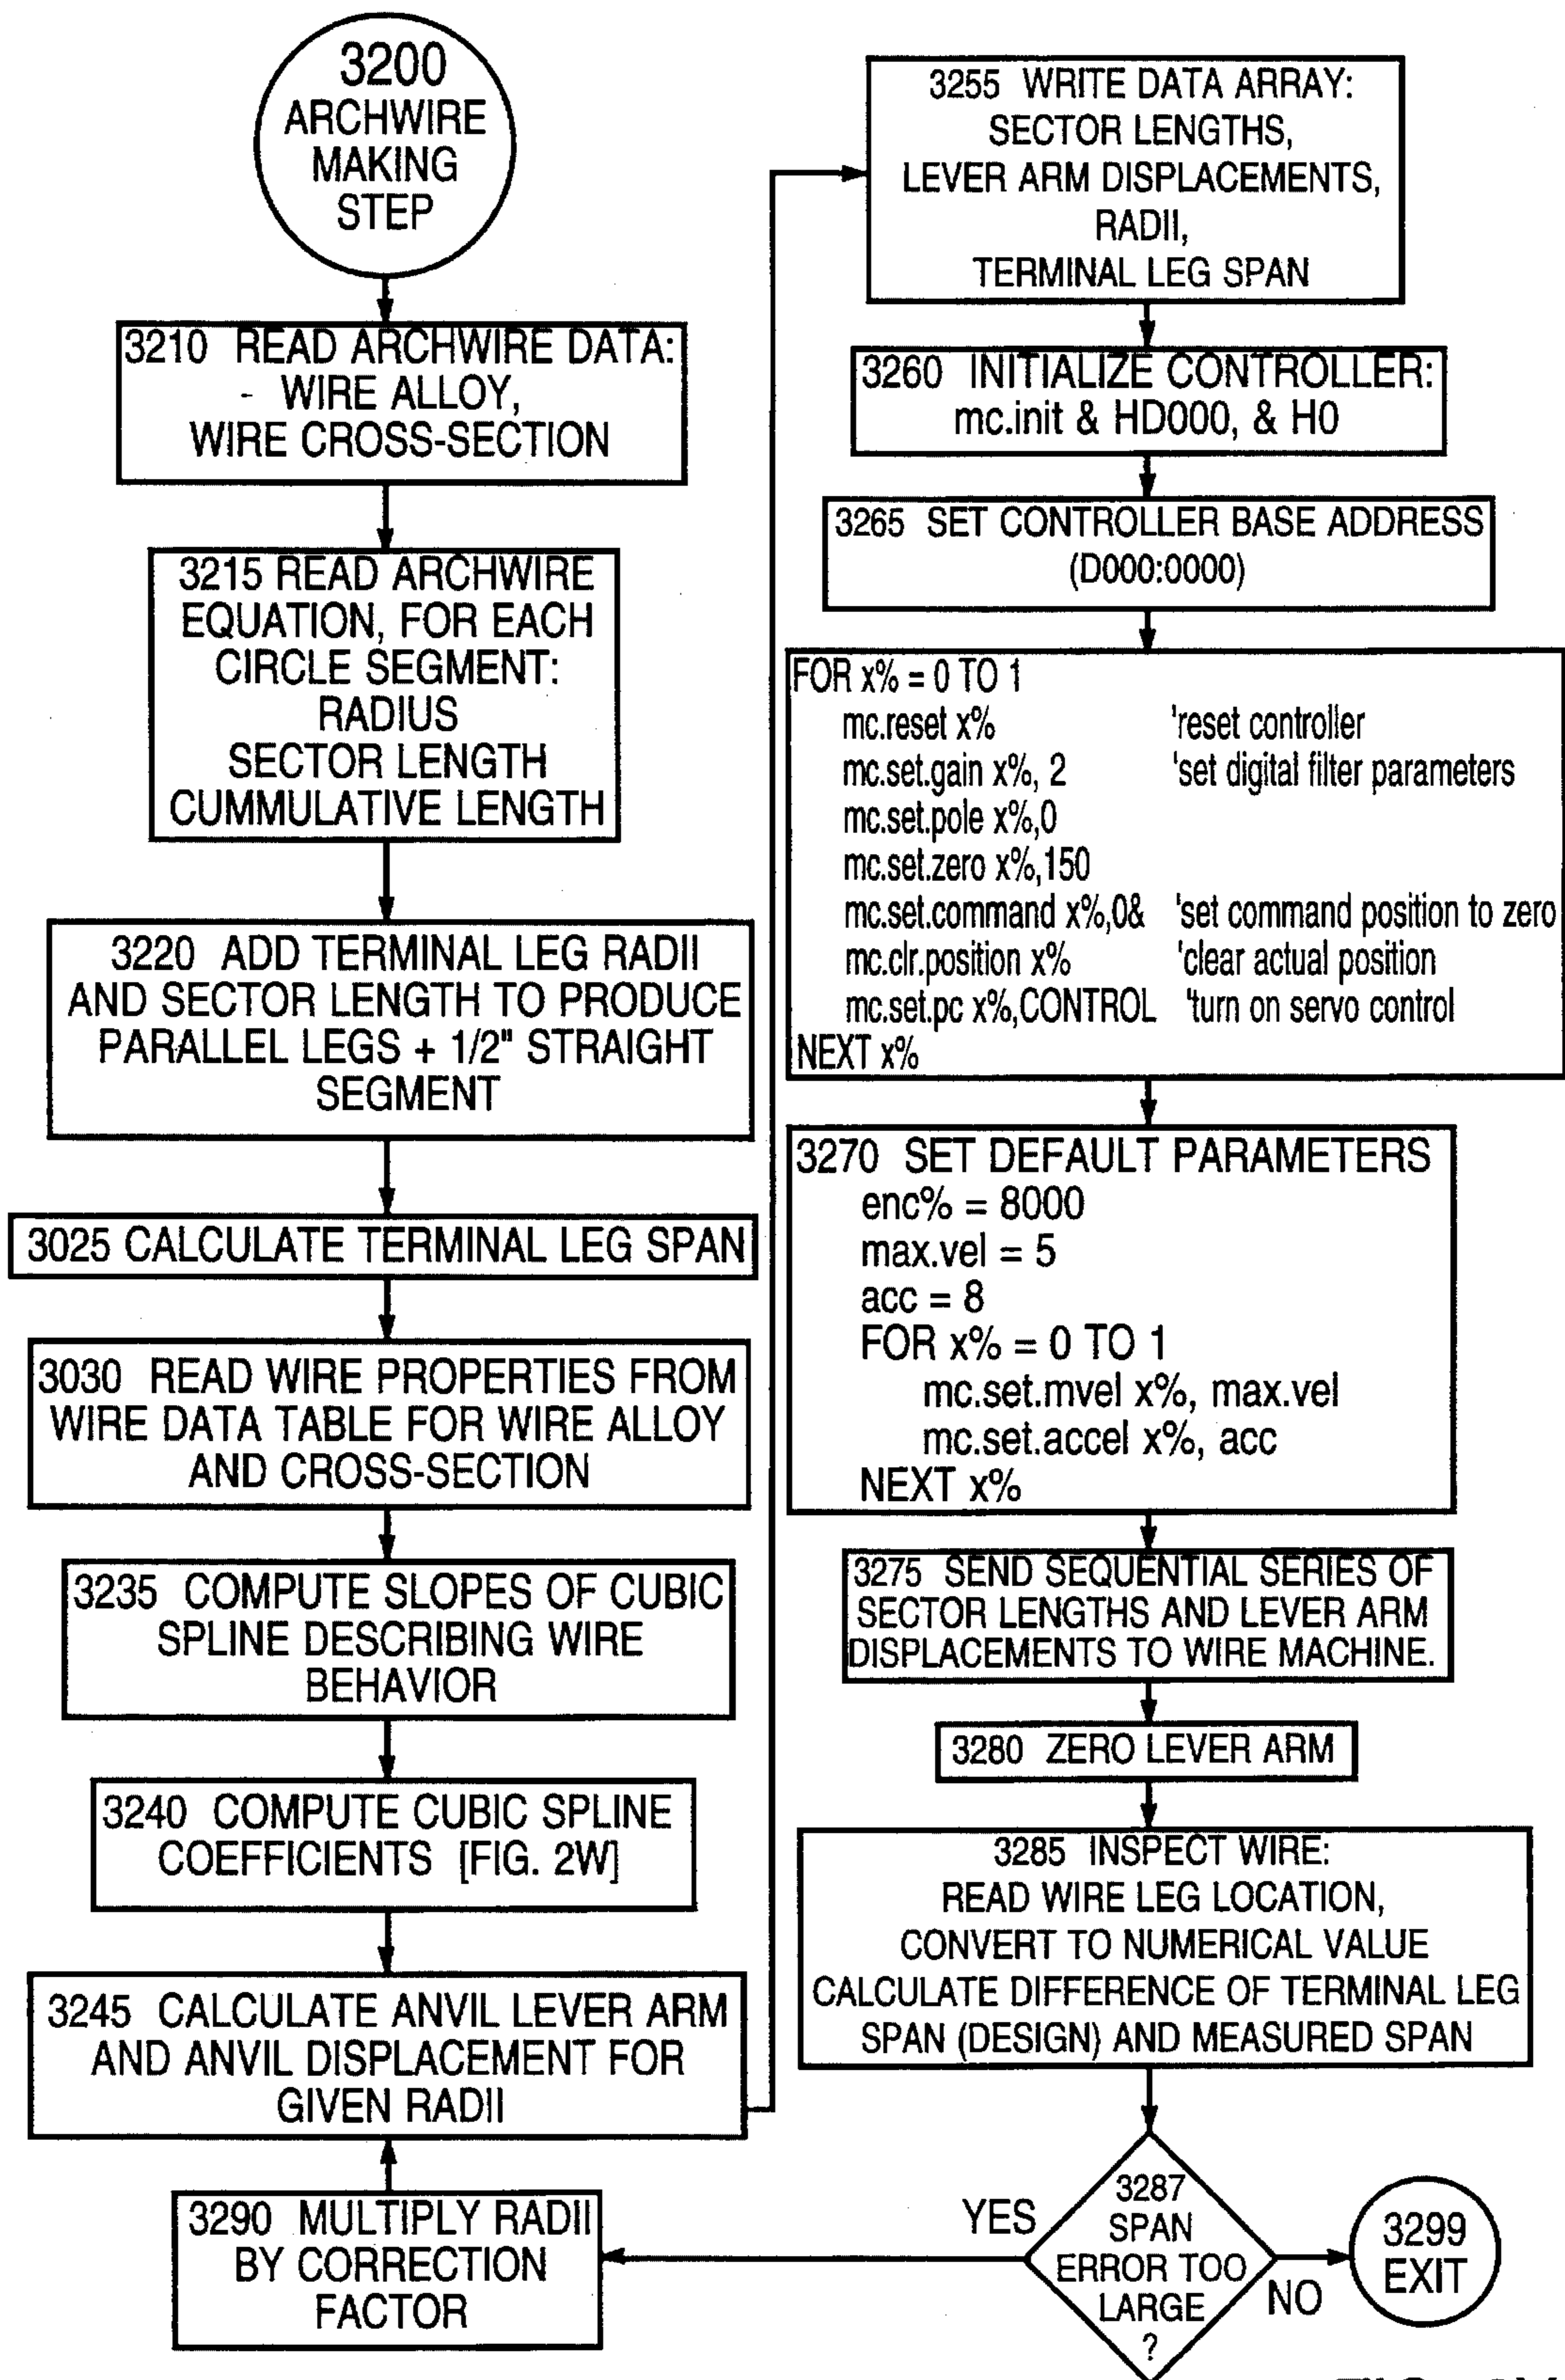 3200
ARCHWIRE
MAKING
STEP
3210 READ ARCHWIRE DATA:
- WIRE ALLOY,
WIRE CROSS-SECTION
3215 READ ARCHWIRE
EQUATION, FOR EACH
CIRCLE SEGMENT:
RADIUS
SECTOR LENGTH
CUMMULATIVE LENGTH
3220 ADD TERMINAL LEG RADII
AND SECTOR LENGTH TO PRODUCE
PARALLEL LEGS + 1/2" STRAIGHT
SEGMENT
3025 CALCULATE TERMINAL LEG SPAN
3030 READ WIRE PROPERTIES FROM
WIRE DATA TABLE FOR WIRE ALLOY
AND CROSS-SECTION
3235 COMPUTE SLOPES OF CUBIC
SPLINE DESCRIBING WIRE
BEHAVIOR
3240 COMPUTE CUBIC SPLINE
COEFFICIENTS [FIG. 2W]
3245 CALCULATE ANVIL LEVER ARM
AND ANVIL DISPLACEMENT FOR
GIVEN RADII
3290 MULTIPLY RADII
BY CORRECTION
FACTOR
3255 WRITE DATA ARRAY:
SECTOR LENGTHS,
LEVER ARM DISPLACEMENTS,
RADII,
TERMINAL LEG SPAN
3260 INITIALIZE CONTROLLER:
mc.init & HD000, & H0
3265 SET CONTROLLER BASE ADDRESS
(D000:0000)
FOR x% = 0 TO 1
mc.reset x% 'reset controller
mc.set.gain x%, 2 'set digital filter parameters
mc.set.pole x%,0
mc.set.zero x%,150
mc.set.command x%,0& 'set command position to zero
mc.clr.position x% 'clear actual position
mc.set.pc x%,CONTROL 'turn on servo control
NEXT x%
3270 SET DEFAULT PARAMETERS
enc% = 8000
max.vel = 5
acc = 8
FOR x% = 0 TO 1
mc.set.mvel x%, max.vel
mc.set.accel x%, acc
NEXT x%
3275 SEND SEQUENTIAL SERIES OF
SECTOR LENGTHS AND LEVER ARM
DISPLACEMENTS TO WIRE MACHINE.
3280 ZERO LEVER ARM
3285 INSPECT WIRE:
READ WIRE LEG LOCATION,
CONVERT TO NUMERICAL VALUE
CALCULATE DIFFERENCE OF TERMINAL LEG
SPAN (DESIGN) AND MEASURED SPAN
3287
SPAN
ERROR TOO
LARGE
?
YES
NO
3299
EXIT